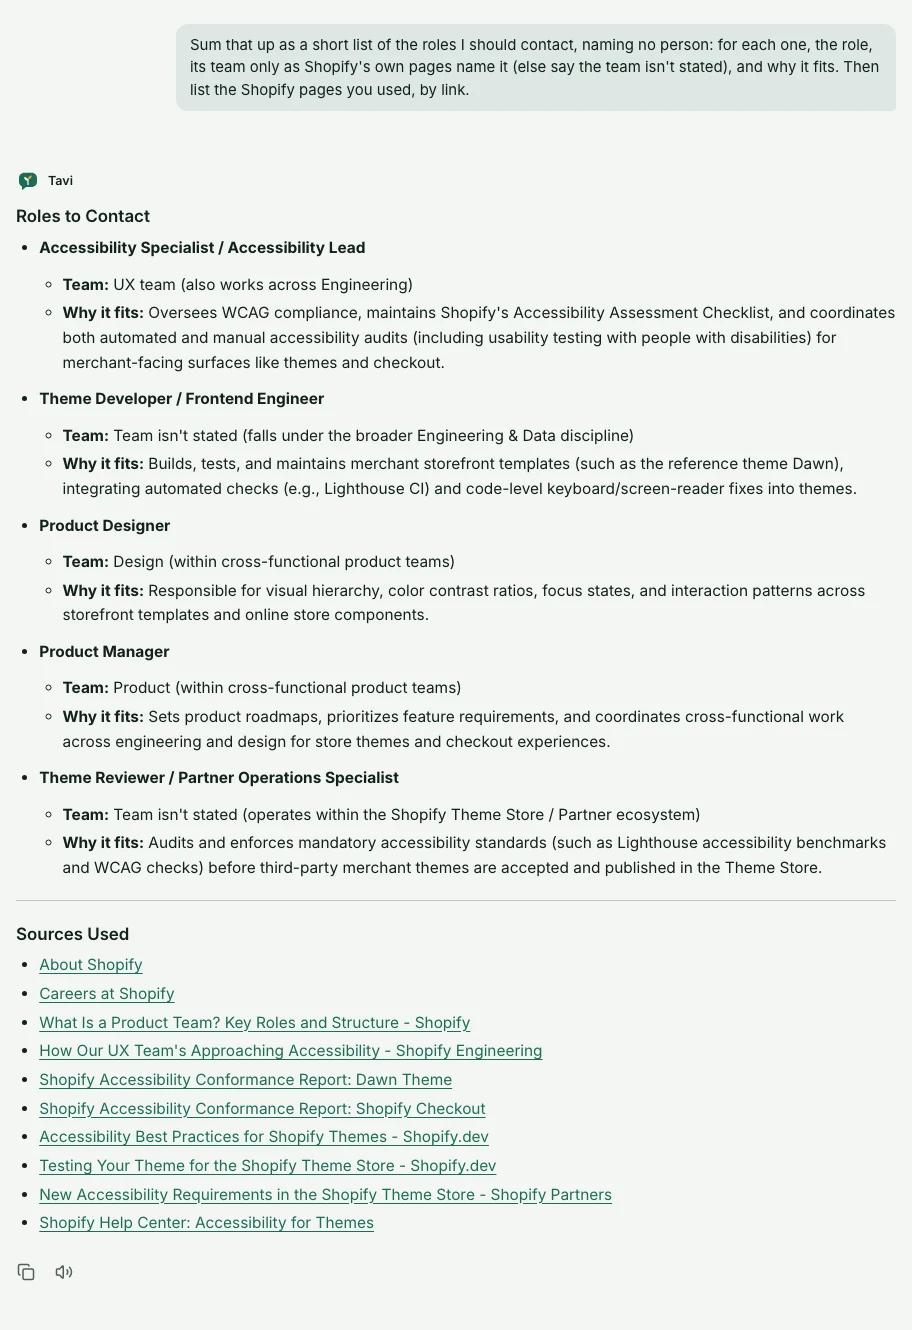 Sum that up as a short list of the roles I should contact, naming no person: for each one, the role,
its team only as Shopify's own pages name it (else say the team isn't stated), and why it fits. Then
list the Shopify pages you used, by link.
Tavi
Roles to Contact
• Accessibility Specialist / Accessibility Lead
◦ Team: UX team (also works across Engineering)
◦ Why it fits: Oversees WCAG compliance, maintains Shopify's Accessibility Assessment Checklist, and coordinates
both automated and manual accessibility audits (including usability testing with people with disabilities) for
merchant-facing surfaces like themes and checkout.
• Theme Developer / Frontend Engineer
◦ Team: Team isn't stated (falls under the broader Engineering & Data discipline)
◦ Why it fits: Builds, tests, and maintains merchant storefront templates (such as the reference theme Dawn),
integrating automated checks (e.g., Lighthouse CI) and code-level keyboard/screen-reader fixes into themes.
• Product Designer
◦ Team: Design (within cross-functional product teams)
◦ Why it fits: Responsible for visual hierarchy, color contrast ratios, focus states, and interaction patterns across
storefront templates and online store components.
• Product Manager
◦ Team: Product (within cross-functional product teams)
◦ Why it fits: Sets product roadmaps, prioritizes feature requirements, and coordinates cross-functional work
across engineering and design for store themes and checkout experiences.
• Theme Reviewer / Partner Operations Specialist
◦ Team: Team isn't stated (operates within the Shopify Theme Store / Partner ecosystem)
◦ Why it fits: Audits and enforces mandatory accessibility standards (such as Lighthouse accessibility benchmarks
and WCAG checks) before third-party merchant themes are accepted and published in the Theme Store.
Sources Used
• About Shopify
• Careers at Shopify
• What Is a Product Team? Key Roles and Structure - Shopify
• How Our UX Team's Approaching Accessibility - Shopify Engineering
• Shopify Accessibility Conformance Report: Dawn Theme
• Shopify Accessibility Conformance Report: Shopify Checkout
• Accessibility Best Practices for Shopify Themes - Shopify.dev
• Testing Your Theme for the Shopify Theme Store - Shopify.dev
• New Accessibility Requirements in the Shopify Theme Store - Shopify Partners
• Shopify Help Center: Accessibility for Themes